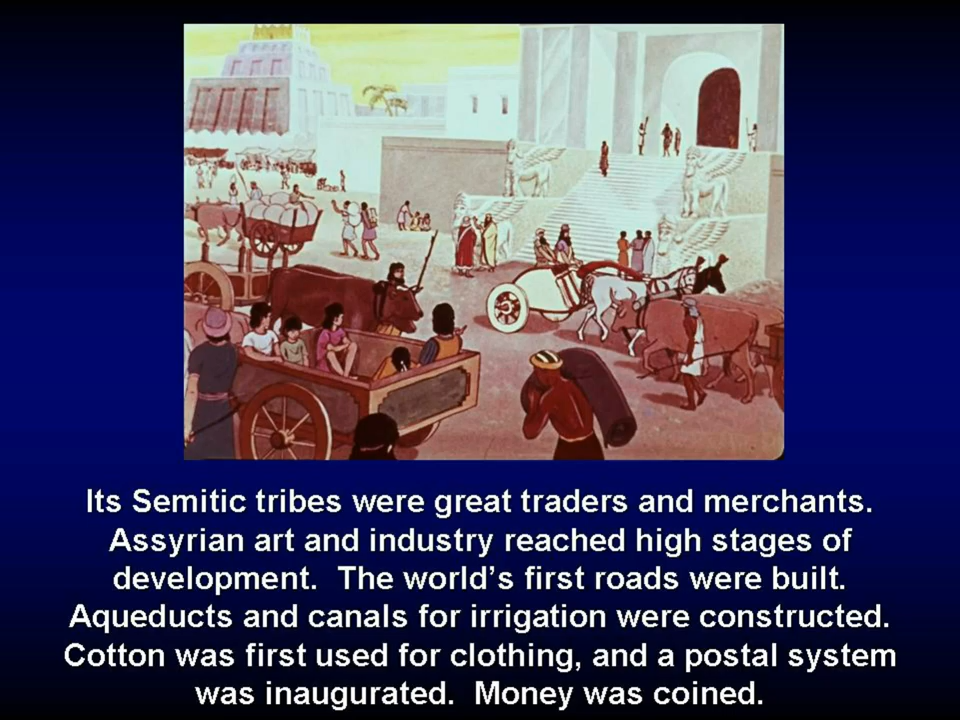 Its Semitic tribes were great traders and merchants.
Assyrian art and industry reached high stages of
development.  The world’s first roads were built.
Aqueducts and canals for irrigation were constructed.
Cotton was first used for clothing, and a postal system
was inaugurated.  Money was coined.